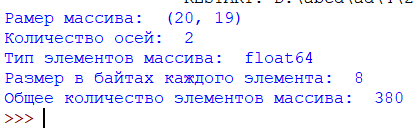 Рамер массива:  (20, 19)
Количество осей:  2
Тип элементов массива:  float64
Размер в байтах каждого элемента:  8
Общее количество элементов массива:  380
>>>